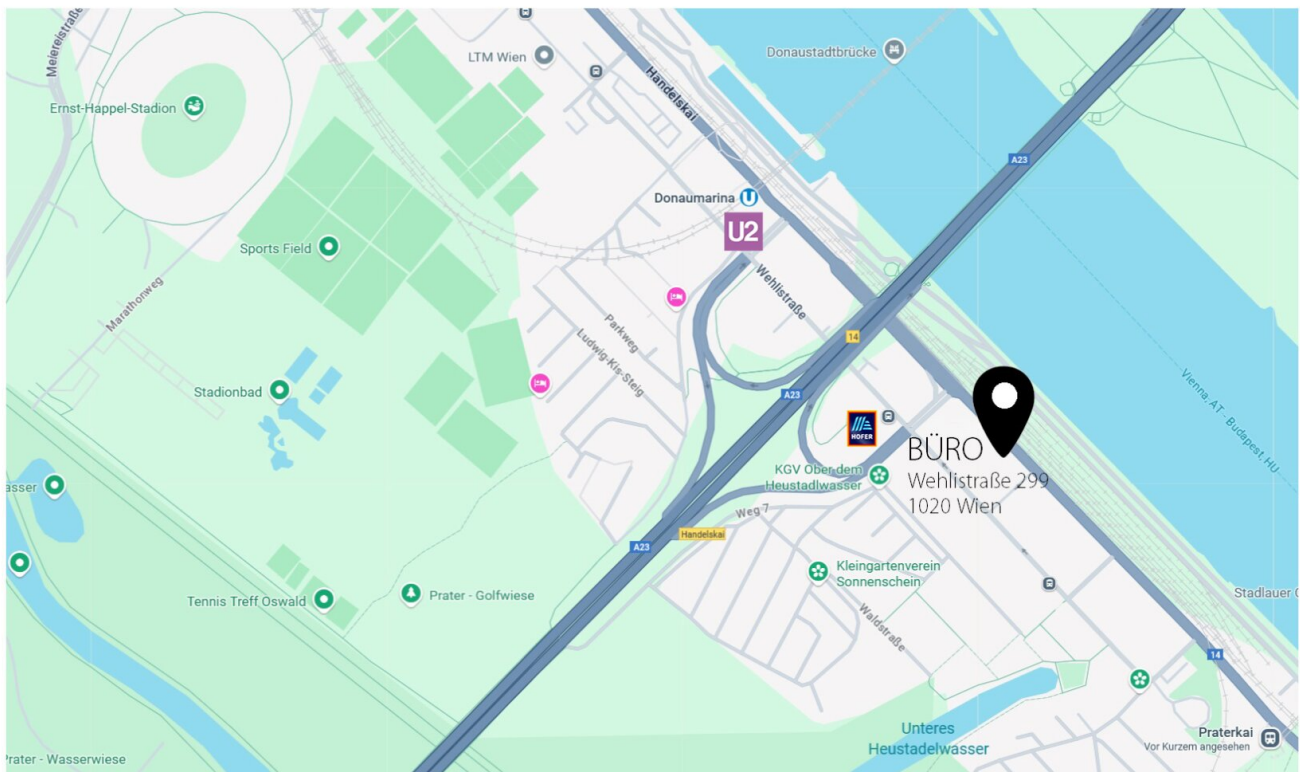 Meiereistraße
LTM Wien
Handelskai
Donaustadtbrücke
Ernst-Happel-Stadion
A23
Donaumarina
U
U2
Sports Field
Wehlistraße
Marathonweg
Parkweg
Ludwig-Kis-Steig
14
Vienna, AT - Budapest, HU
Stadionbad
A23
HOFER
BÜRO
Wehlistraße 299
1020 Wien
KGV Ober dem
Heustadlwasser
asser
Weg 7
Handelskai
A23
Kleingartenverein
Sonnenschein
Tennis Treff Oswald
Prater - Golfwiese
Waldstraße
Stadlauer
14
Unteres
Heustadelwasser
Praterkai
Vor Kurzem angesehen
Prater - Wasserwiese